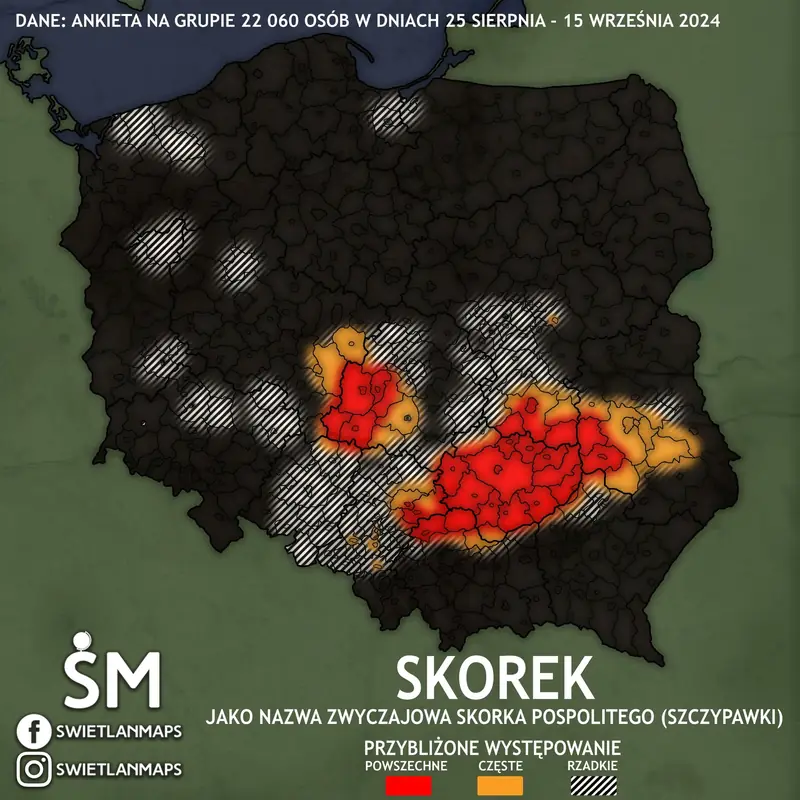 DANE: ANKIETA NA GRUPIE 22 060 OSÓB W DNIACH 25 SIERPNIA - 15 WRZEŚNIA 2024
ŚM
SWIETLANMAPS
SWIETLANMAPS
SKOREK
JAKO NAZWA ZWYCZAJOWA SKORKA POSPOLITEGO (SZCZYPAWKI)
PRZYBLIŻONE WYSTĘPOWANIE
POWSZECHNE CZĘSTE RZADKIE